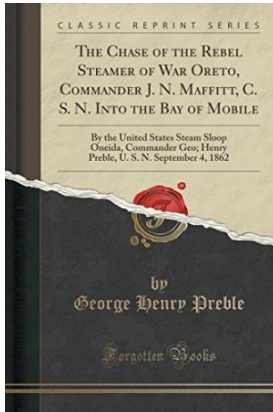 CLASSIC REPRINT SERIES
THE CHASE OF THE REBEL
STEAMER OF WAR ORETO,
COMMANDER J. N. MAFFITT, C.
S. N. INTO THE BAY OF MOBILE
By the United States Steam Sloop
Oneida, Commander Geo; Henry
Preble, U. S. N. September 4, 1862
by
George Henry Preble
Forgotten Books